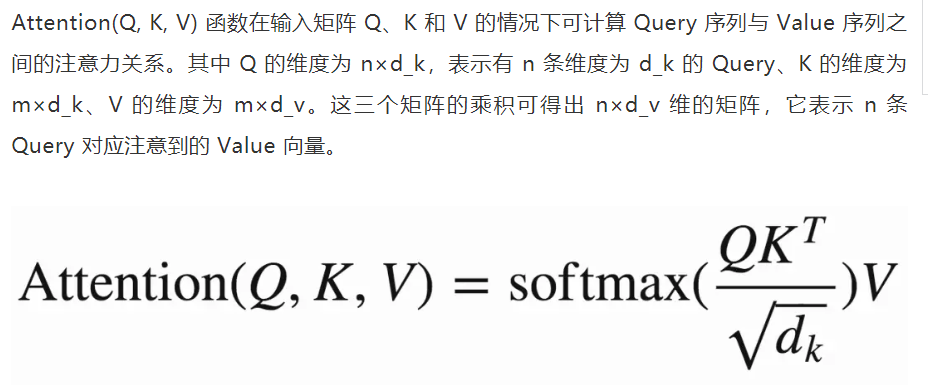 Attention(Q, K, V) 函数在输入矩阵 Q、K 和 V 的情况下可计算 Query 序列与 Value 序列之
间的注意力关系。其中 Q 的维度为 n×d_k，表示有 n 条维度为 d_k 的 Query、K 的维度为
m×d_k、V 的维度为 m×d_v。这三个矩阵的乘积可得出 n×d_v 维的矩阵，它表示 n 条
Query 对应注意到的 Value 向量。
Attention(Q, K, V) = softmax(QK^T / √d_k)V